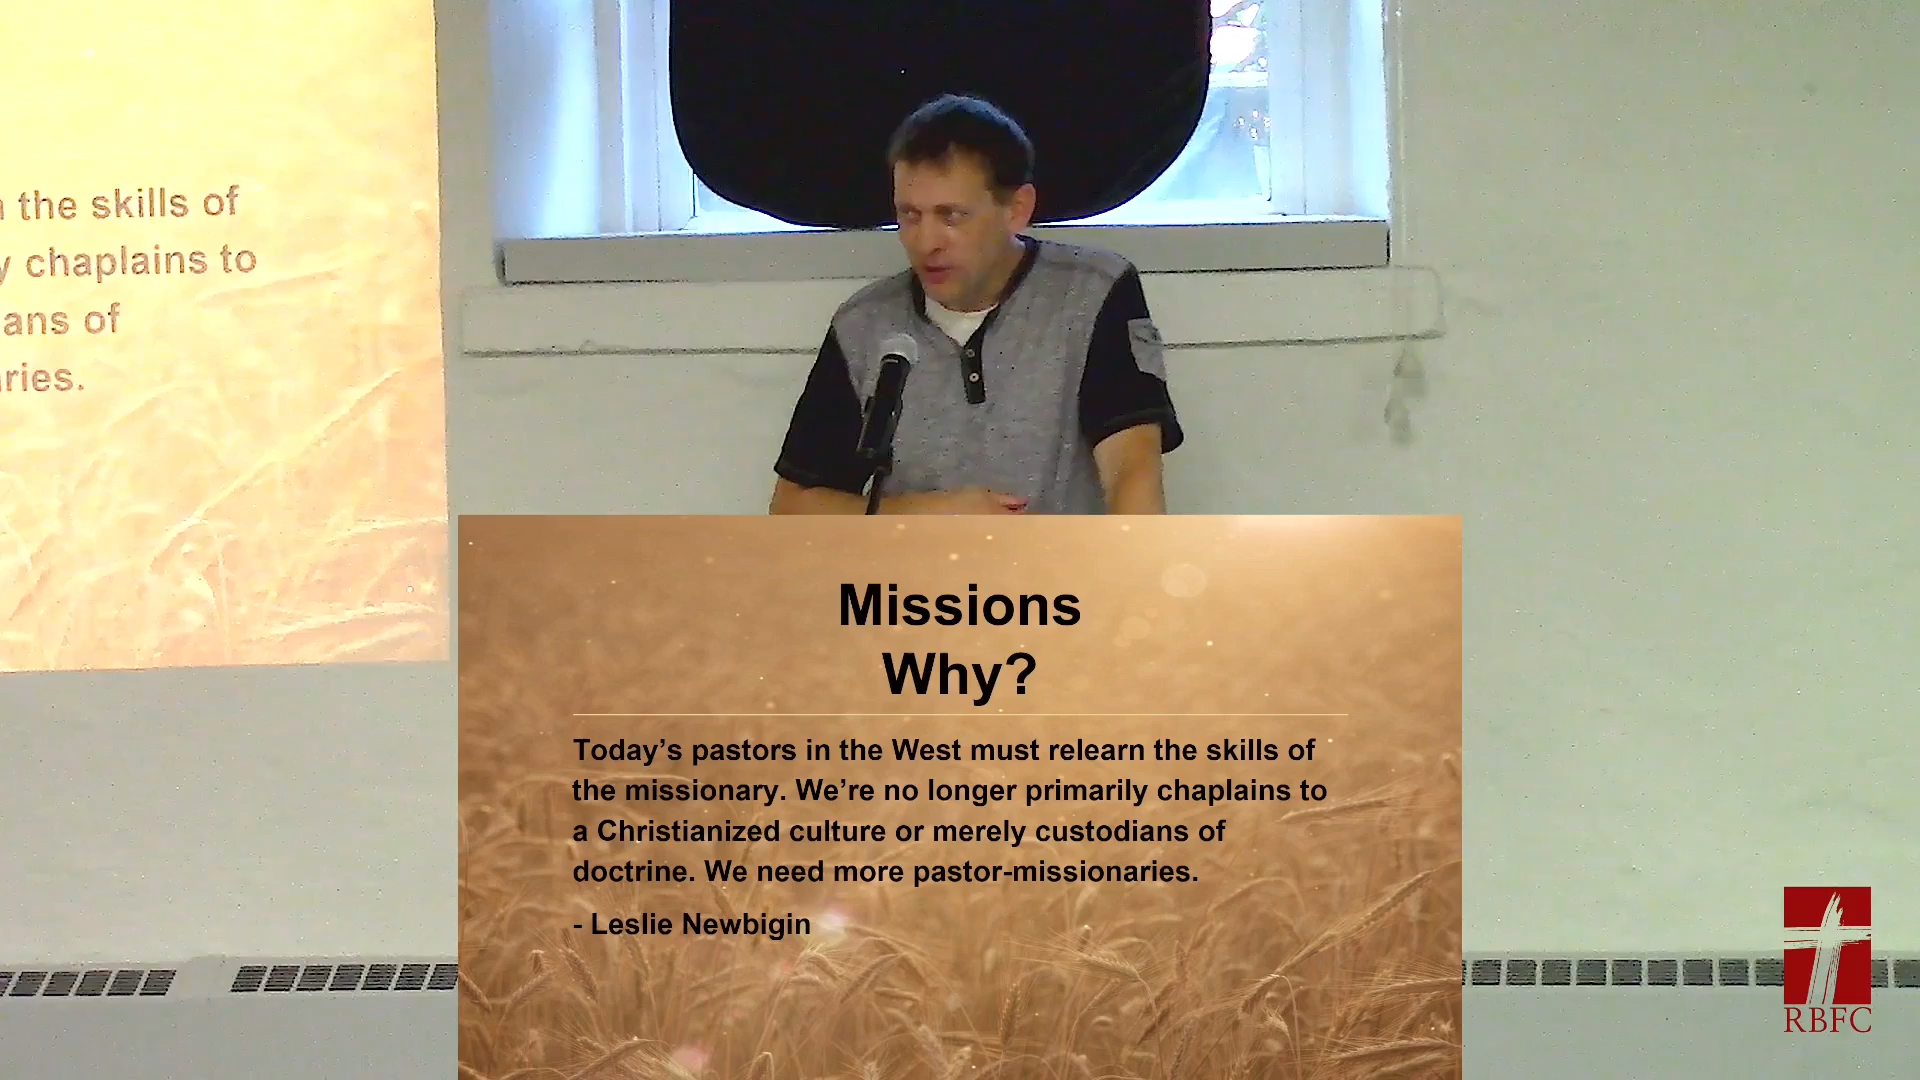 the skills of
chaplains to
ans of
ries.
Missions
Why?
Today's pastors in the West must relearn the skills of
the missionary. We're no longer primarily chaplains to
a Christianized culture or merely custodians of
doctrine. We need more pastor-missionaries.
- Leslie Newbigin
RBFC